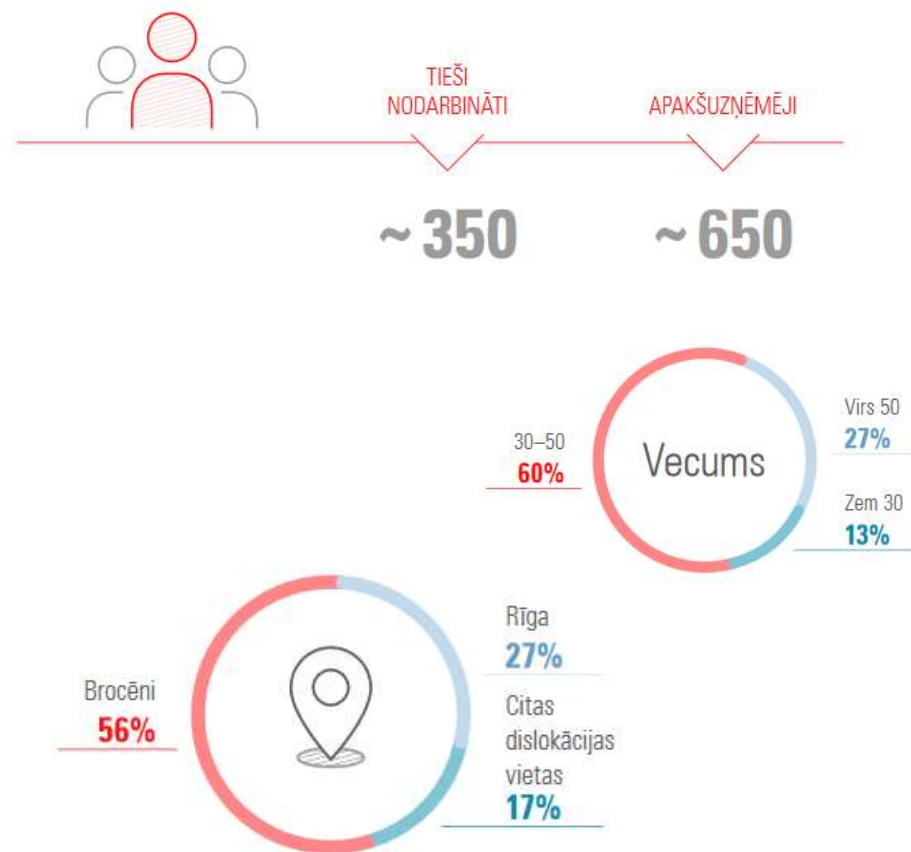 TIEŠI
NODARBINĀTI
APAKŠUZŅĒMĒJI
~ 350
~ 650
30–50
60%
Vecums
Virs 50
27%
Zem 30
13%
Brocēni
56%
Rīga
27%
Citas
dislokācijas
vietas
17%